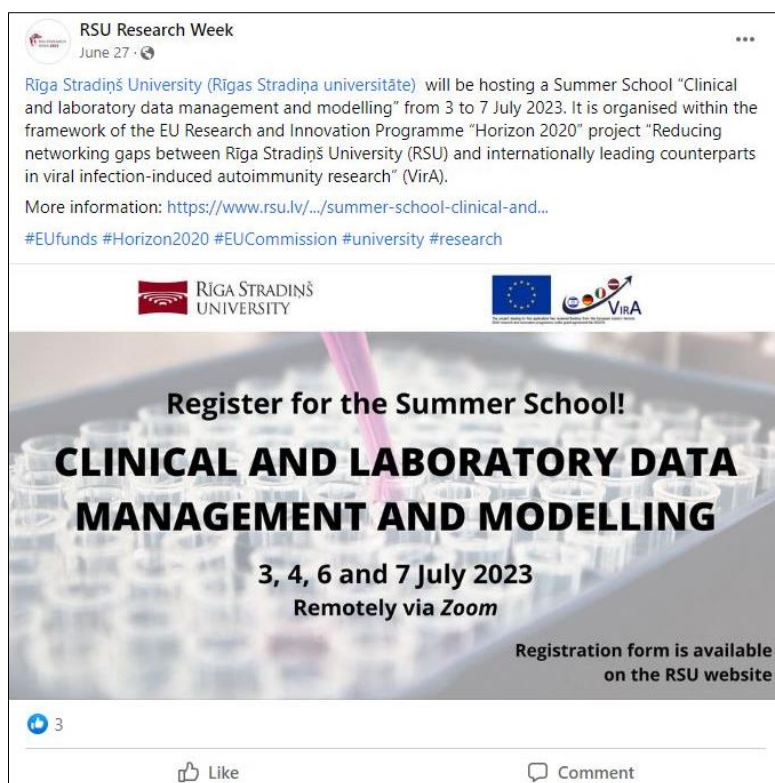 RSU Research Week
June 27 ·
Rīga Stradiņš University (Rīgas Stradiņa universitāte) will be hosting a Summer School “Clinical
and laboratory data management and modelling” from 3 to 7 July 2023. It is organised within the
framework of the EU Research and Innovation Programme “Horizon 2020” project “Reducing
networking gaps between Rīga Stradiņš University (RSU) and internationally leading counterparts
in viral infection-induced autoimmunity research” (VirA).
More information: https://www.rsu.lv/.../summer-school-clinical-and...
#EUfunds #Horizon2020 #EUCommission #university #research
RĪGA STRADIŅŠ
UNIVERSITY
VIRA
Register for the Summer School!
CLINICAL AND LABORATORY DATA
MANAGEMENT AND MODELLING
3, 4, 6 and 7 July 2023
Remotely via Zoom
Registration form is available
on the RSU website
3
Like
Comment